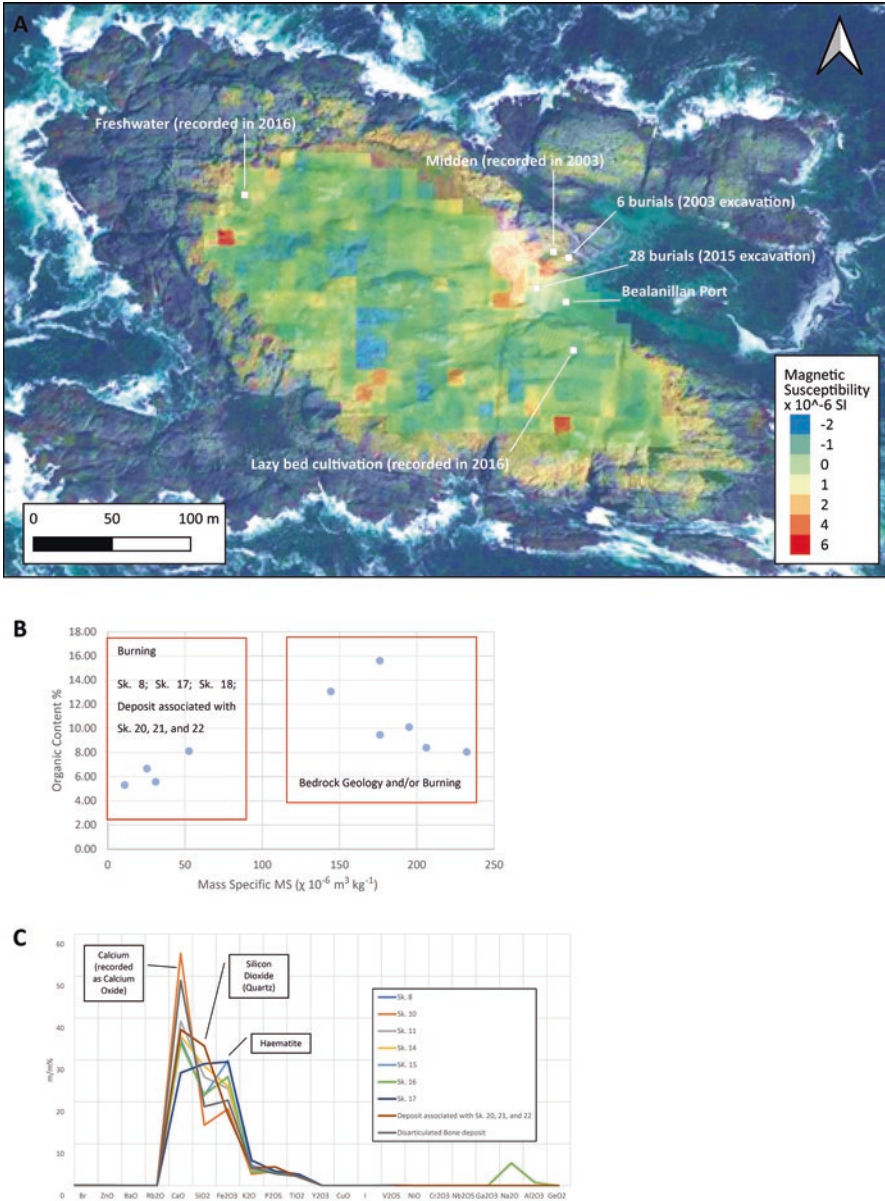 A
Freshwater (recorded in 2016)
Midden (recorded in 2003)
6 burials (2003 excavation)
28 burials (2015 excavation)
Bealanillan Port
Lazy bed cultivation (recorded in 2016)
0 50 100 m
Magnetic
Susceptibility
x 10^-6 SI
-2
-1
0
1
2
4
6
B
18.00
16.00
14.00
12.00
10.00
8.00
6.00
4.00
2.00
0.00
Organic Content %
Burning
Sk. 8; Sk. 17; Sk. 18;
Deposit associated with
Sk. 20, 21, and 22
Bedrock Geology and/or Burning
0 50 100 150 200 250
Mass Specific MS (χ 10⁻⁶ m³ kg⁻¹)
C
60
50
40
30
20
10
0
m/m%
Calcium
(recorded
as Calcium
Oxide)
Silicon
Dioxide
(Quartz)
Haematite
Sk. 8
Sk. 10
Sk. 11
Sk. 14
SK. 15
Sk. 16
Sk. 17
Deposit associated with Sk. 20, 21, and 22
Disarticulated Bone deposit
Br ZnO BaO Rb2O CaO SiO2 Fe2O3 K2O P2O5 TiO2 Y2O3 CuO I V2O5 NiO Cr2O3 Nb2O5 Ga2O3 Na2O Al2O3 GeO2